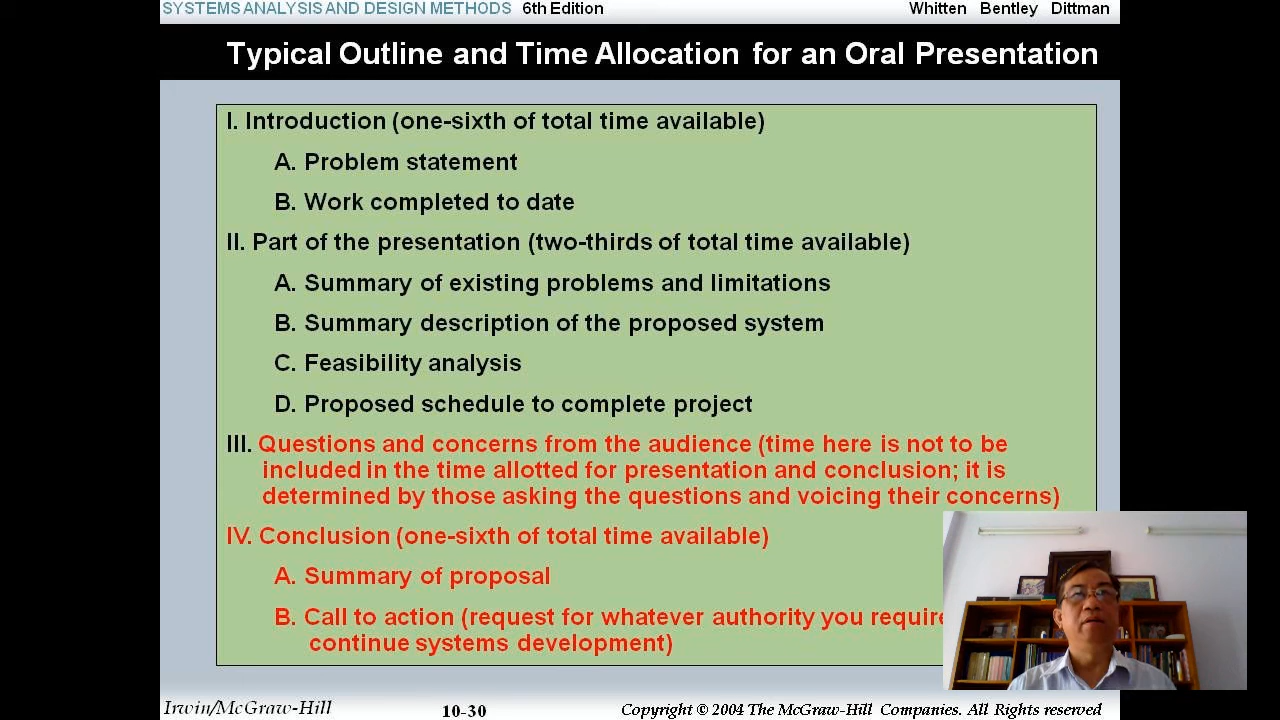 SYSTEMS ANALYSIS AND DESIGN METHODS 6th Edition Whitten Bentley Dittman
Typical Outline and Time Allocation for an Oral Presentation
I. Introduction (one-sixth of total time available)
A. Problem statement
B. Work completed to date
II. Part of the presentation (two-thirds of total time available)
A. Summary of existing problems and limitations
B. Summary description of the proposed system
C. Feasibility analysis
D. Proposed schedule to complete project
III. Questions and concerns from the audience (time here is not to be
included in the time allotted for presentation and conclusion; it is
determined by those asking the questions and voicing their concerns)
IV. Conclusion (one-sixth of total time available)
A. Summary of proposal
B. Call to action (request for whatever authority you require
continue systems development)
Irwin/McGraw-Hill 10-30 Copyright © 2004 The McGraw-Hill Companies. All Rights reserved